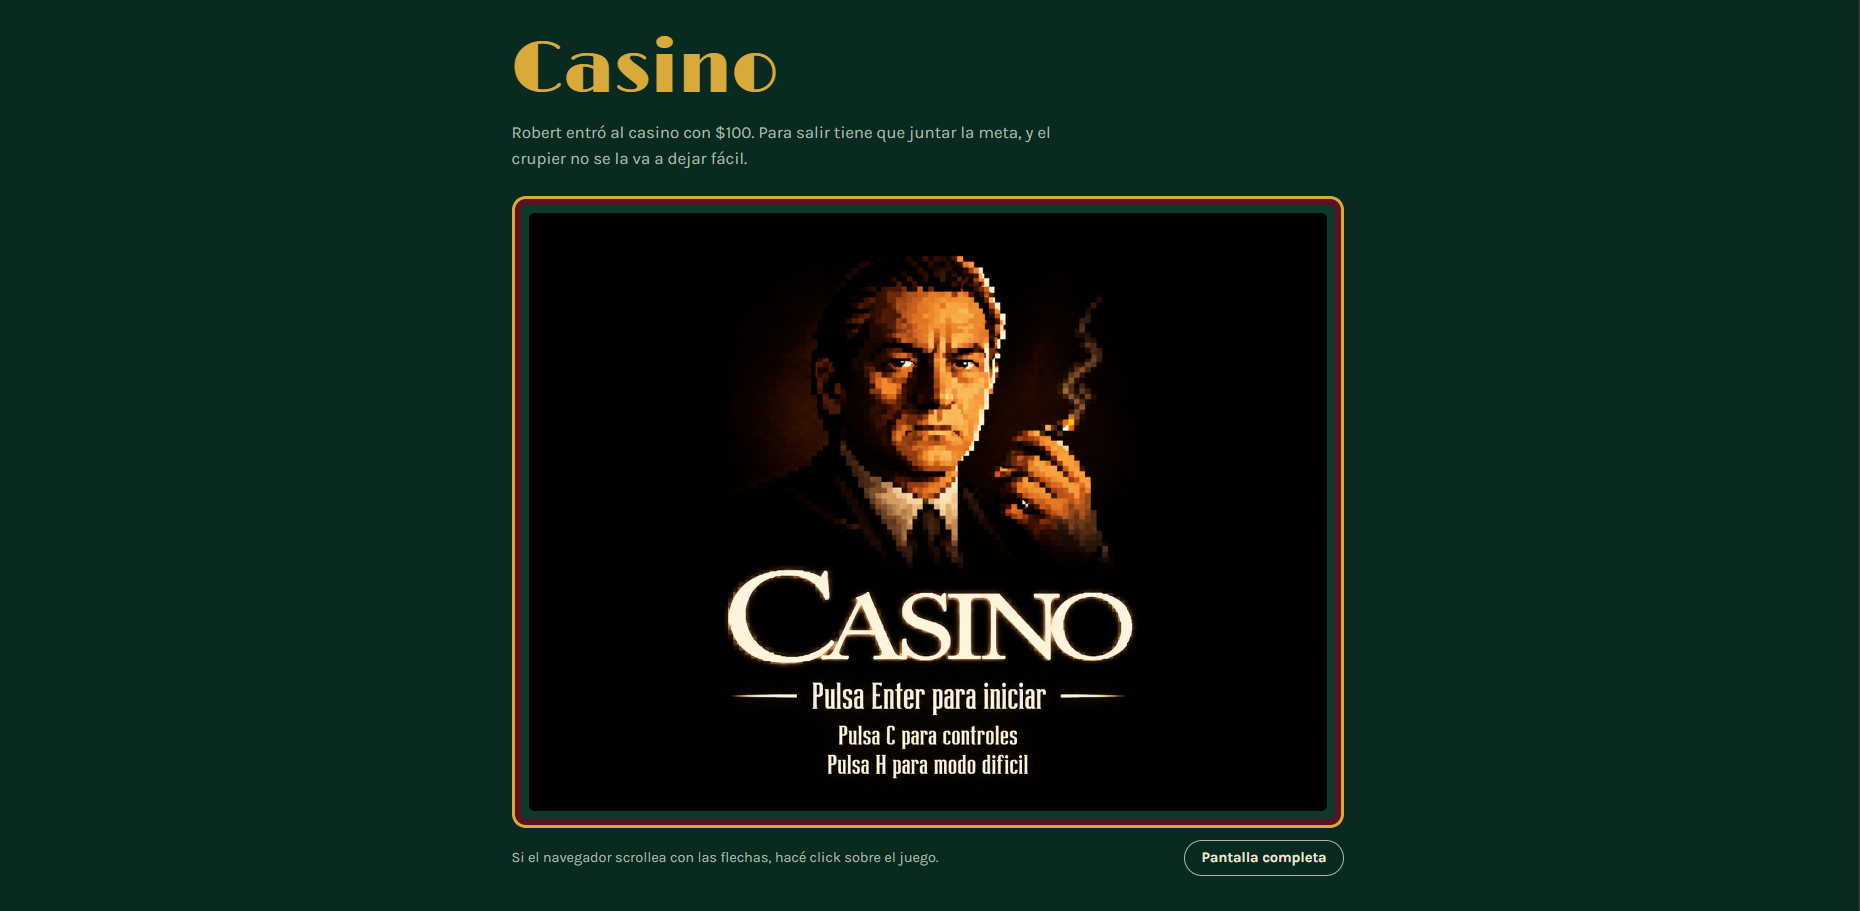 Casino
Robert entró al casino con $100. Para salir tiene que juntar la meta, y el
crupier no se la va a dejar fácil.
CASINO
Pulsa Enter para iniciar
Pulsa C para controles
Pulsa H para modo dificil
Si el navegador scrollea con las flechas, hacé click sobre el juego.
Pantalla completa